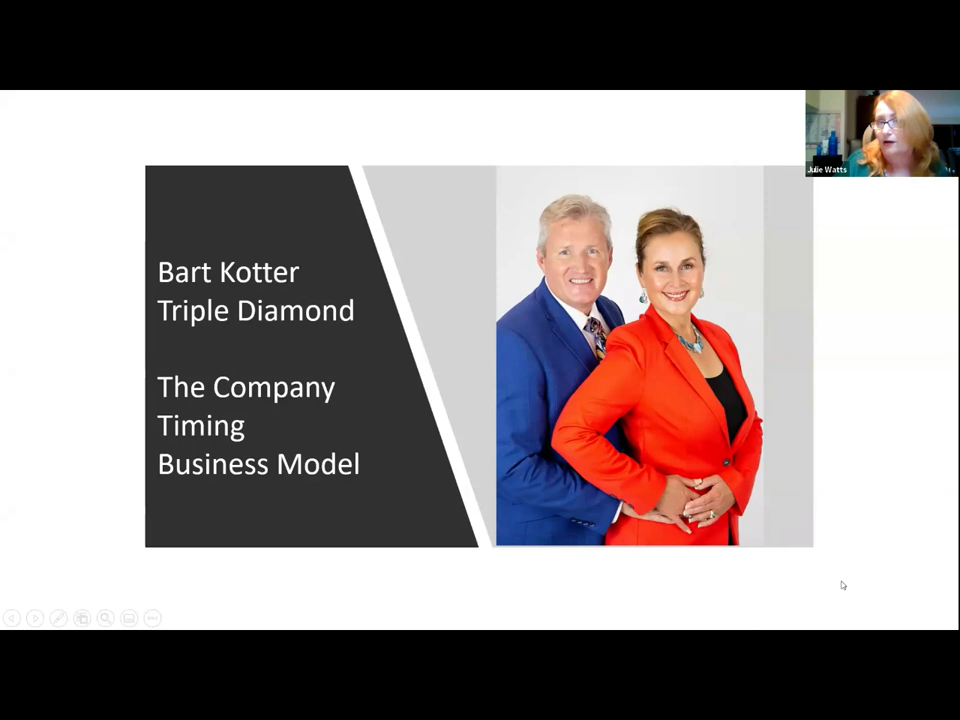 Julie Watts
Bart Kotter
Triple Diamond
The Company
Timing
Business Model